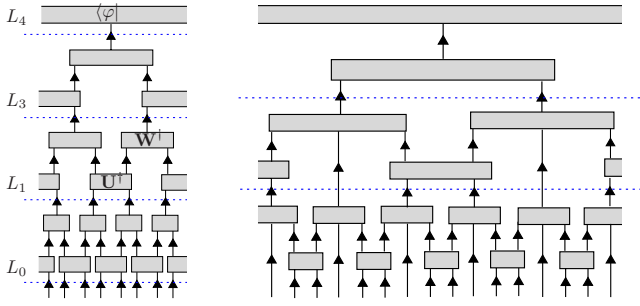 L₄ ⟨φ|
L₃
W†
L₁ U†
L₀